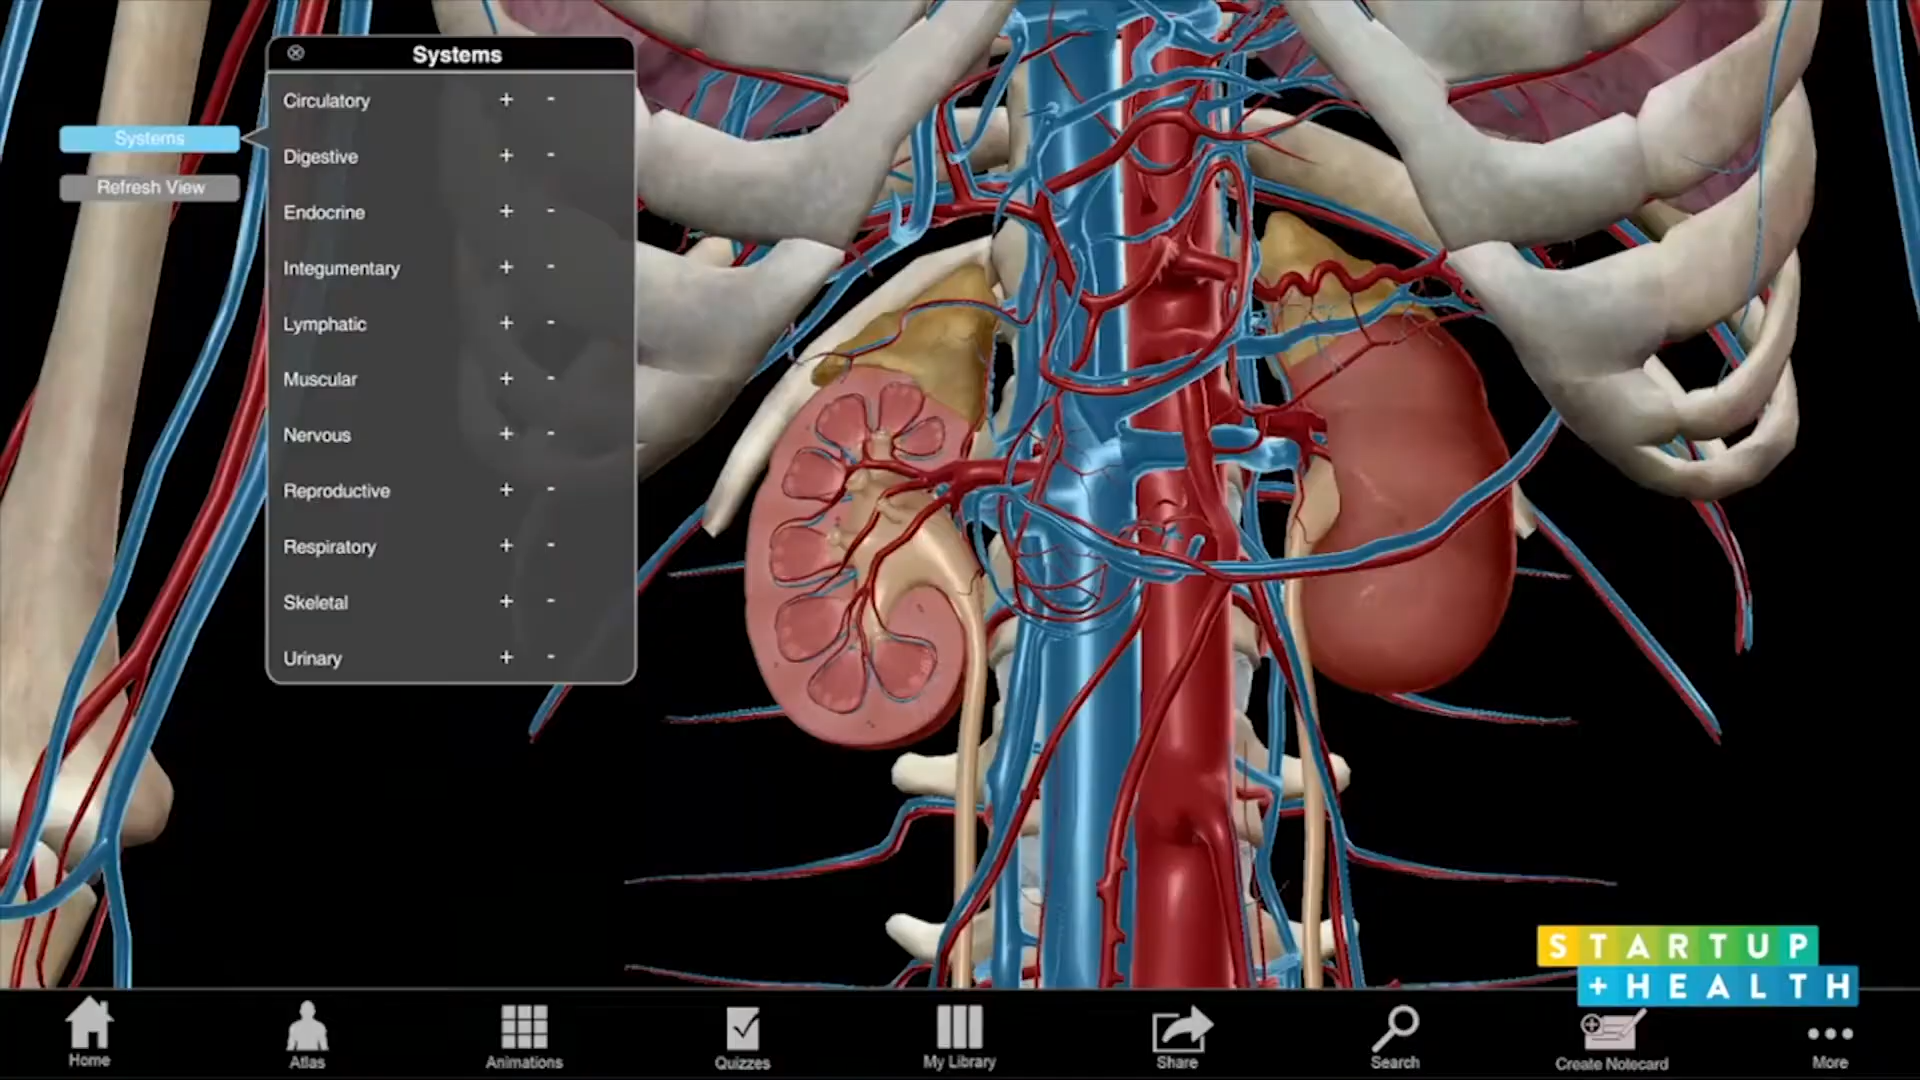 Systems
Circulatory + -
Digestive + -
Endocrine + -
Integumentary + -
Lymphatic + -
Muscular + -
Nervous + -
Reproductive + -
Respiratory + -
Skeletal + -
Urinary + -
Systems
Refresh View
STARTUP
+HEALTH
Home
Atlas
Animations
Quizzes
My Library
Share
Search
Create Notecard
More